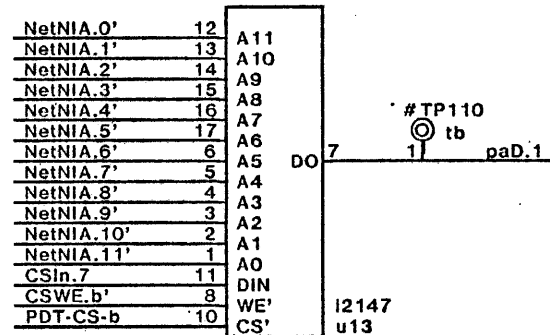 NetNIA.0' 12 A11
NetNIA.1' 13 A10
NetNIA.2' 14 A9
NetNIA.3' 15 A8
NetNIA.4' 16 A7
NetNIA.5' 17 A6
NetNIA.6' 6 A5 DO 7 1 paD.1
#TP110
tb
NetNIA.7' 5 A4
NetNIA.8' 4 A3
NetNIA.9' 3 A2
NetNIA.10' 2 A1
NetNIA.11' 1 A0
CSIn.7 11 DIN
CSWE.b' 8 WE' I2147
PDT-CS-b 10 CS' u13